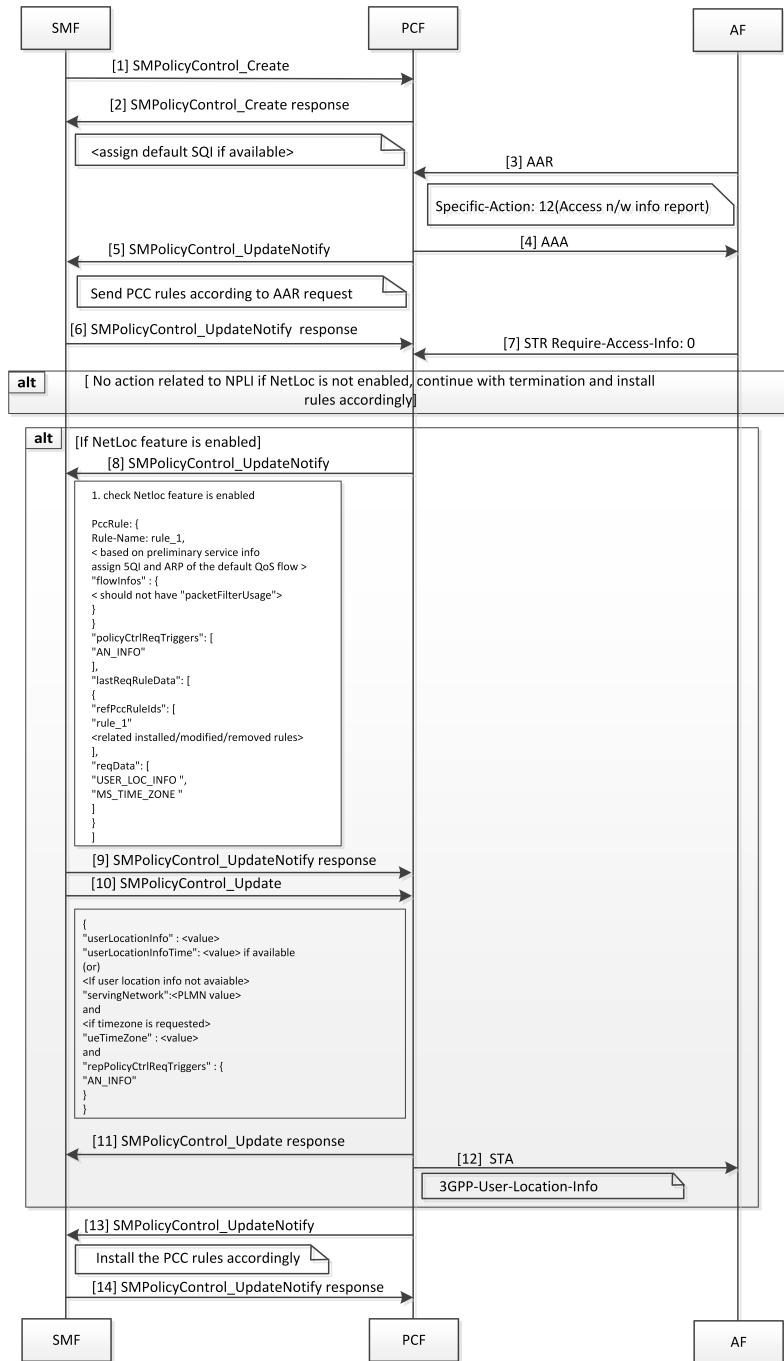 SMF
PCF
AF
[1] SMPolicyControl_Create
[2] SMPolicyControl_Create response
<assign default SQI if available>
[3] AAR
Specific-Action: 12(Access n/w info report)
[4] AAA
[5] SMPolicyControl_UpdateNotify
Send PCC rules according to AAR request
[6] SMPolicyControl_UpdateNotify response
[7] STR Require-Access-Info: 0
alt
[ No action related to NPLI if NetLoc is not enabled, continue with termination and install
rules accordingly]
alt
[If NetLoc feature is enabled]
[8] SMPolicyControl_UpdateNotify
1. check Netloc feature is enabled
PccRule: {
Rule-Name: rule_1,
< based on preliminary service info
assign 5QI and ARP of the default QoS flow >
"flowInfos" : {
< should not have "packetFilterUsage">
}
}
"policyCtrlReqTriggers": [
"AN_INFO"
],
"lastReqRuleData": [
{
"refPccRuleIds": [
"rule_1"
<related installed/modified/removed rules>
],
"reqData": [
"USER_LOC_INFO ",
"MS_TIME_ZONE "
]
}
]
[9] SMPolicyControl_UpdateNotify response
[10] SMPolicyControl_Update
{
"userLocationInfo" : <value>
"userLocationInfoTime": <value> if available
(or)
<If user location info not avaiable>
"servingNetwork":<PLMN value>
and
<if timezone is requested>
"ueTimeZone" : <value>
and
"repPolicyCtrlReqTriggers" : {
"AN_INFO"
}
}
[11] SMPolicyControl_Update response
[12] STA
3GPP-User-Location-Info
[13] SMPolicyControl_UpdateNotify
Install the PCC rules accordingly
[14] SMPolicyControl_UpdateNotify response
SMF
PCF
AF